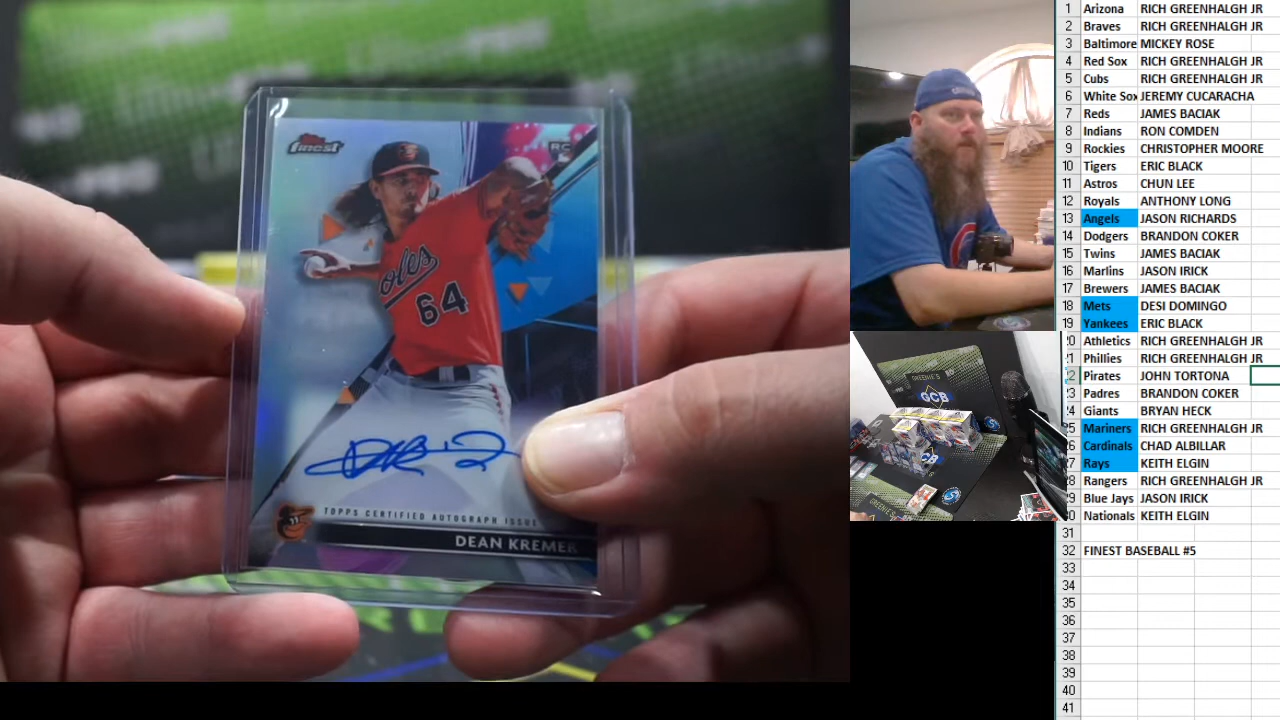 finest
RC
oles
64
TOPPS CERTIFIED AUTOGRAPH ISSUE
DEAN KREMER
GREENIE'S
GCB
1 Arizona RICH GREENHALGH JR
2 Braves RICH GREENHALGH JR
3 Baltimore MICKEY ROSE
4 Red Sox RICH GREENHALGH JR
5 Cubs RICH GREENHALGH JR
6 White Sox JEREMY CUCARACHA
7 Reds JAMES BACIAK
8 Indians RON COMDEN
9 Rockies CHRISTOPHER MOORE
10 Tigers ERIC BLACK
11 Astros CHUN LEE
12 Royals ANTHONY LONG
13 Angels JASON RICHARDS
14 Dodgers BRANDON COKER
15 Twins JAMES BACIAK
16 Marlins JASON IRICK
17 Brewers JAMES BACIAK
18 Mets DESI DOMINGO
19 Yankees ERIC BLACK
20 Athletics RICH GREENHALGH JR
21 Phillies RICH GREENHALGH JR
22 Pirates JOHN TORTONA
23 Padres BRANDON COKER
24 Giants BRYAN HECK
25 Mariners RICH GREENHALGH JR
26 Cardinals CHAD ALBILLAR
27 Rays KEITH ELGIN
28 Rangers RICH GREENHALGH JR
29 Blue Jays JASON IRICK
30 Nationals KEITH ELGIN
31
32 FINEST BASEBALL #5
33
34
35
36
37
38
39
40
41